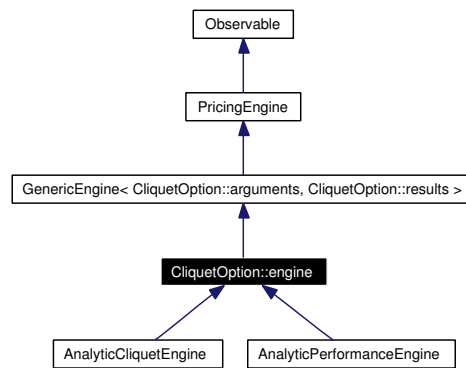 Observable
PricingEngine
GenericEngine< CliquetOption::arguments, CliquetOption::results >
CliquetOption::engine
AnalyticCliquetEngine
AnalyticPerformanceEngine